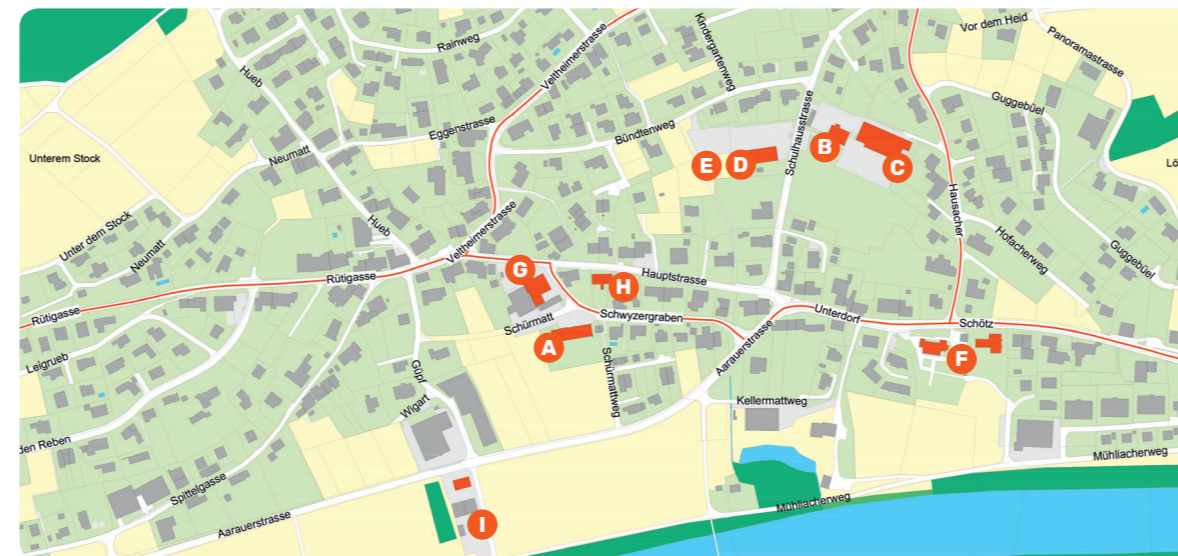 Vor dem Heid
Kindergartenweg
Rainweg
Panoramastrasse
Veltheimerstrasse
Hueb
Guggebüel
Schulhausstrasse
Eggenstrasse
Bündtenweg
Unterem Stock
Neumatt
B
C
E
D
Lö
Hausacher
Unter dem Stock
Neumatt
Hueb
Veltheimerstrasse
Hofacherweg
Guggebüel
Rütigasse
G
Hauptstrasse
H
Rütigasse
Schwyzergraben
Unterdorf
Schötz
Schürmatt
A
Aarauerstrasse
F
Leigrueb
Schürmattweg
Güpf
Wigart
Kellermattweg
den Reben
Mühliacherweg
Spittelgasse
Mühliacherweg
Aarauerstrasse
I